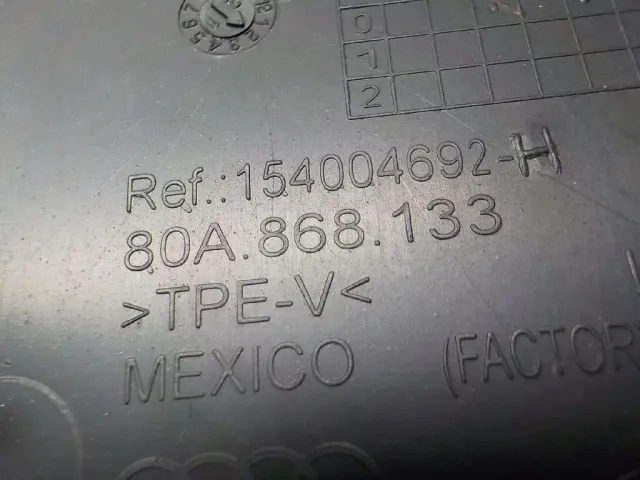 0
1
2
Ref.:154004692-H
80A.868.133
>TPE-V<
MEXICO (FACTOR